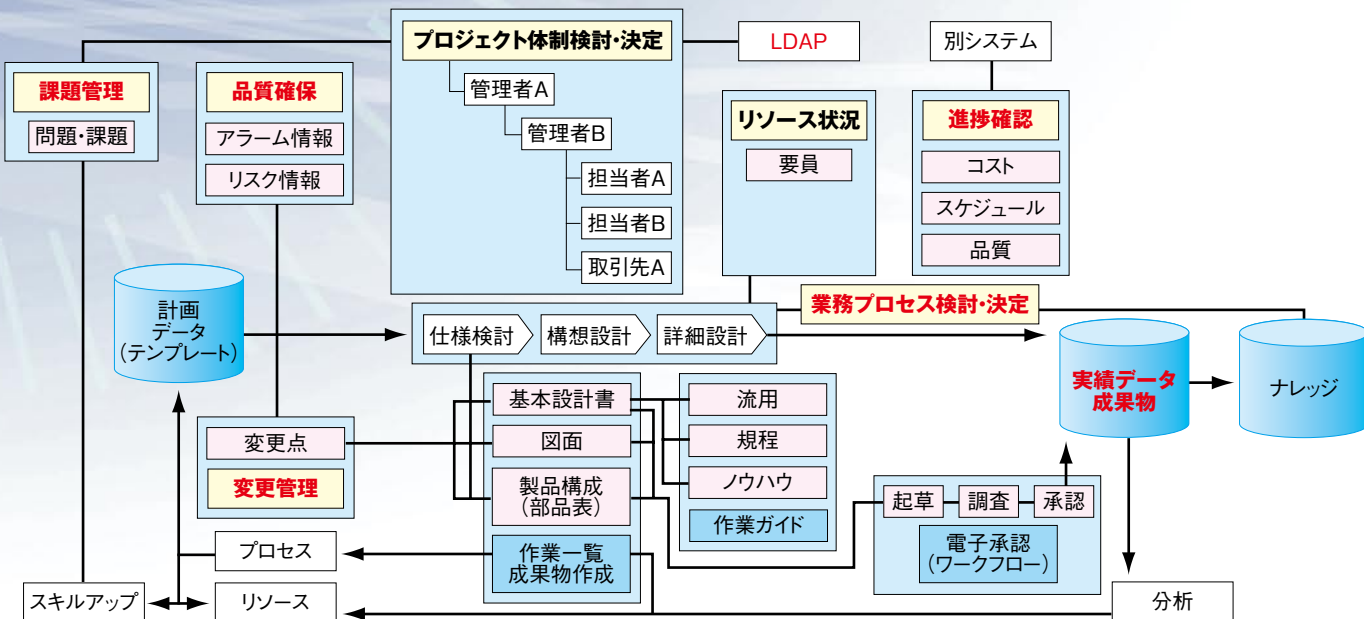 プロジェクト体制検討・決定
管理者A
管理者B
担当者A
担当者B
取引先A
LDAP
別システム
課題管理
問題・課題
品質確保
アラーム情報
リスク情報
リソース状況
要員
進捗確認
コスト
スケジュール
品質
計画
データ
(テンプレート)
仕様検討
構想設計
詳細設計
業務プロセス検討・決定
実績データ
成果物
ナレッジ
変更点
変更管理
基本設計書
図面
製品構成
(部品表)
作業一覧
成果物作成
流用
規程
ノウハウ
作業ガイド
起草
調査
承認
電子承認
(ワークフロー)
プロセス
スキルアップ
リソース
分析